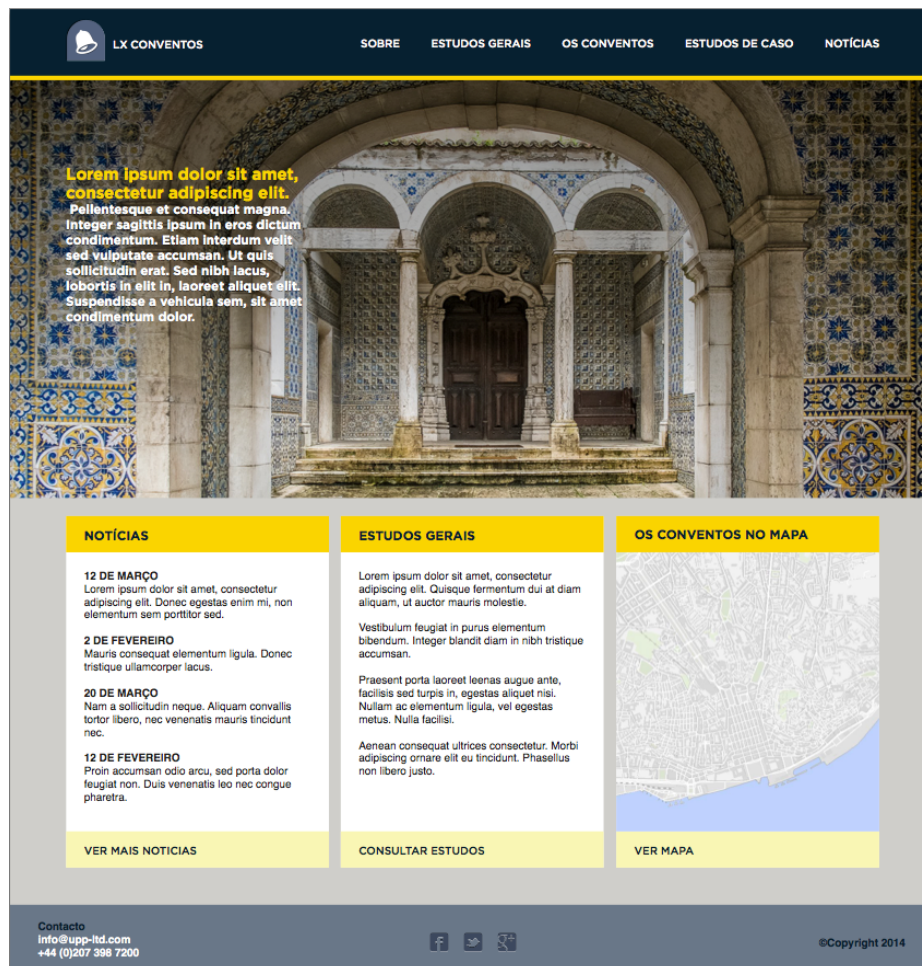 LX CONVENTOS
SOBRE ESTUDOS GERAIS OS CONVENTOS ESTUDOS DE CASO NOTÍCIAS
Lorem ipsum dolor sit amet,
consectetur adipiscing elit.
Pellentesque et consequat magna.
Integer sagittis ipsum in eros dictum
condimentum. Etiam interdum velit
sed vulputate accumsan. Ut quis
sollicitudin erat. Sed nibh lacus,
lobortis in elit in, laoreet aliquet elit.
Suspendisse a vehicula sem, sit amet
condimentum dolor.
NOTÍCIAS
12 DE MARÇO
Lorem ipsum dolor sit amet, consectetur
adipiscing elit. Donec egestas enim mi, non
elementum sem porttitor sed.
2 DE FEVEREIRO
Mauris consequat elementum ligula. Donec
tristique ullamcorper lacus.
20 DE MARÇO
Nam a sollicitudin neque. Aliquam convallis
tortor libero, nec venenatis mauris tincidunt
nec.
12 DE FEVEREIRO
Proin accumsan odio arcu, sed porta dolor
feugiat non. Duis venenatis leo nec congue
pharetra.
VER MAIS NOTICIAS
ESTUDOS GERAIS
Lorem ipsum dolor sit amet, consectetur
adipiscing elit. Quisque fermentum dui at diam
aliquam, ut auctor mauris molestie.
Vestibulum feugiat in purus elementum
bibendum. Integer blandit diam in nibh tristique
accumsan.
Praesent porta laoreet leenas augue ante,
facilisis sed turpis in, egestas aliquet nisi.
Nullam ac elementum ligula, vel egestas
metus. Nulla facilisi.
Aenean consequat ultrices consectetur. Morbi
adipiscing ornare elit eu tincidunt. Phasellus
non libero justo.
CONSULTAR ESTUDOS
OS CONVENTOS NO MAPA
VER MAPA
Contacto
info@upp-ltd.com
+44 (0)207 398 7200
©Copyright 2014